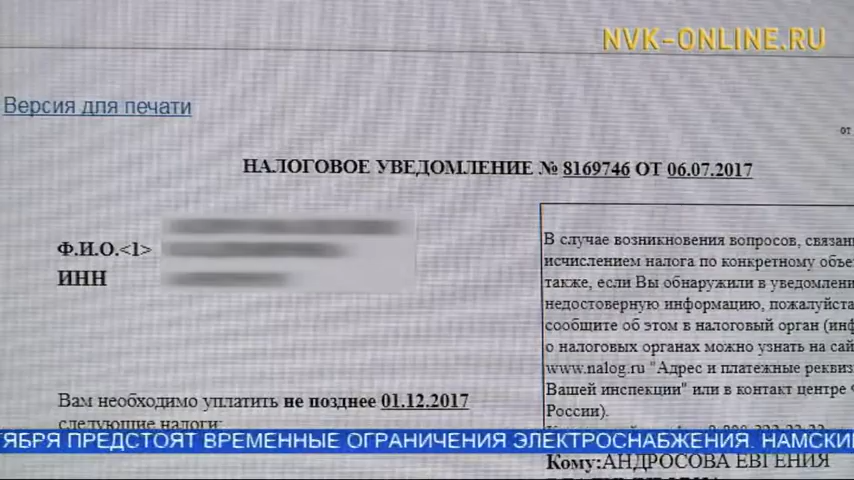 NVK-ONLINE.RU
Версия для печати
от
НАЛОГОВОЕ УВЕДОМЛЕНИЕ № 8169746 ОТ 06.07.2017
Ф.И.О.<1>
ИНН
В случае возникновения вопросов, связан
исчислением налога по конкретному объе
также, если Вы обнаружили в уведомлени
недостоверную информацию, пожалуйста
сообщите об этом в налоговый орган (инф
о налоговых органах можно узнать на сай
www.nalog.ru "Адрес и платежные реквиз
Вашей инспекции" или в контакт центре
России).
Вам необходимо уплатить не позднее 01.12.2017
следующие налоги:
ТЯБРЯ ПРЕДСТОЯТ ВРЕМЕННЫЕ ОГРАНИЧЕНИЯ ЭЛЕКТРОСНАБЖЕНИЯ. НАМСКИЙ
Кому:АНДРОСОВА ЕВГЕНИЯ